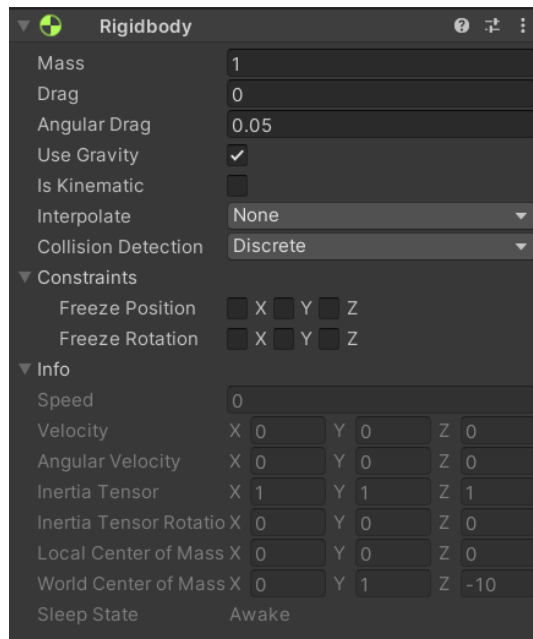 Rigidbody
Mass 1
Drag 0
Angular Drag 0.05
Use Gravity
Is Kinematic
Interpolate None
Collision Detection Discrete
Constraints
Freeze Position X Y Z
Freeze Rotation X Y Z
Info
Speed 0
Velocity X 0 Y 0 Z 0
Angular Velocity X 0 Y 0 Z 0
Inertia Tensor X 1 Y 1 Z 1
Inertia Tensor Rotatio X 0 Y 0 Z 0
Local Center of Mass X 0 Y 0 Z 0
World Center of Mass X 0 Y 1 Z -10
Sleep State Awake